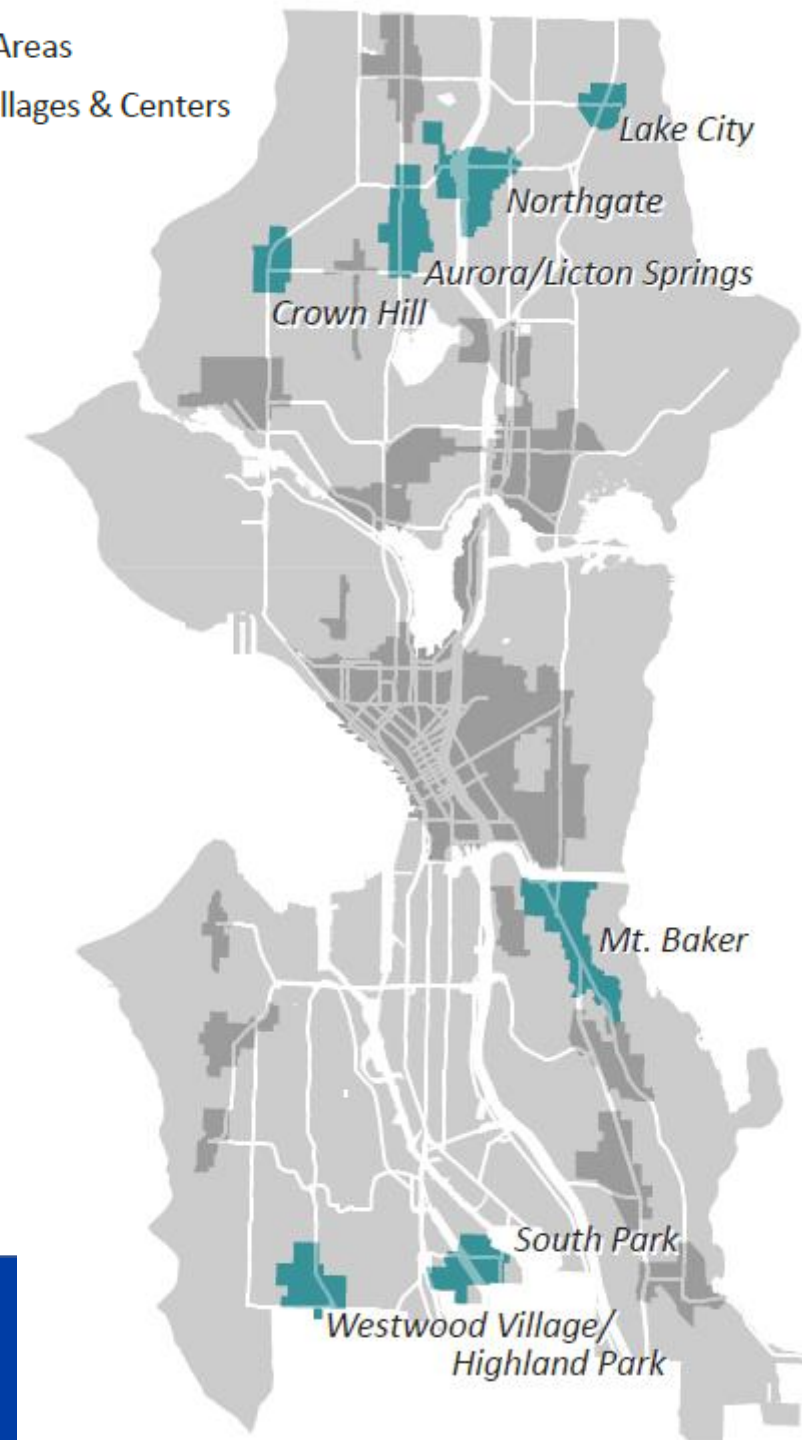 Areas
llages & Centers
Lake City
Northgate
Aurora/Licton Springs
Crown Hill
Mt. Baker
South Park
Westwood Village/
Highland Park